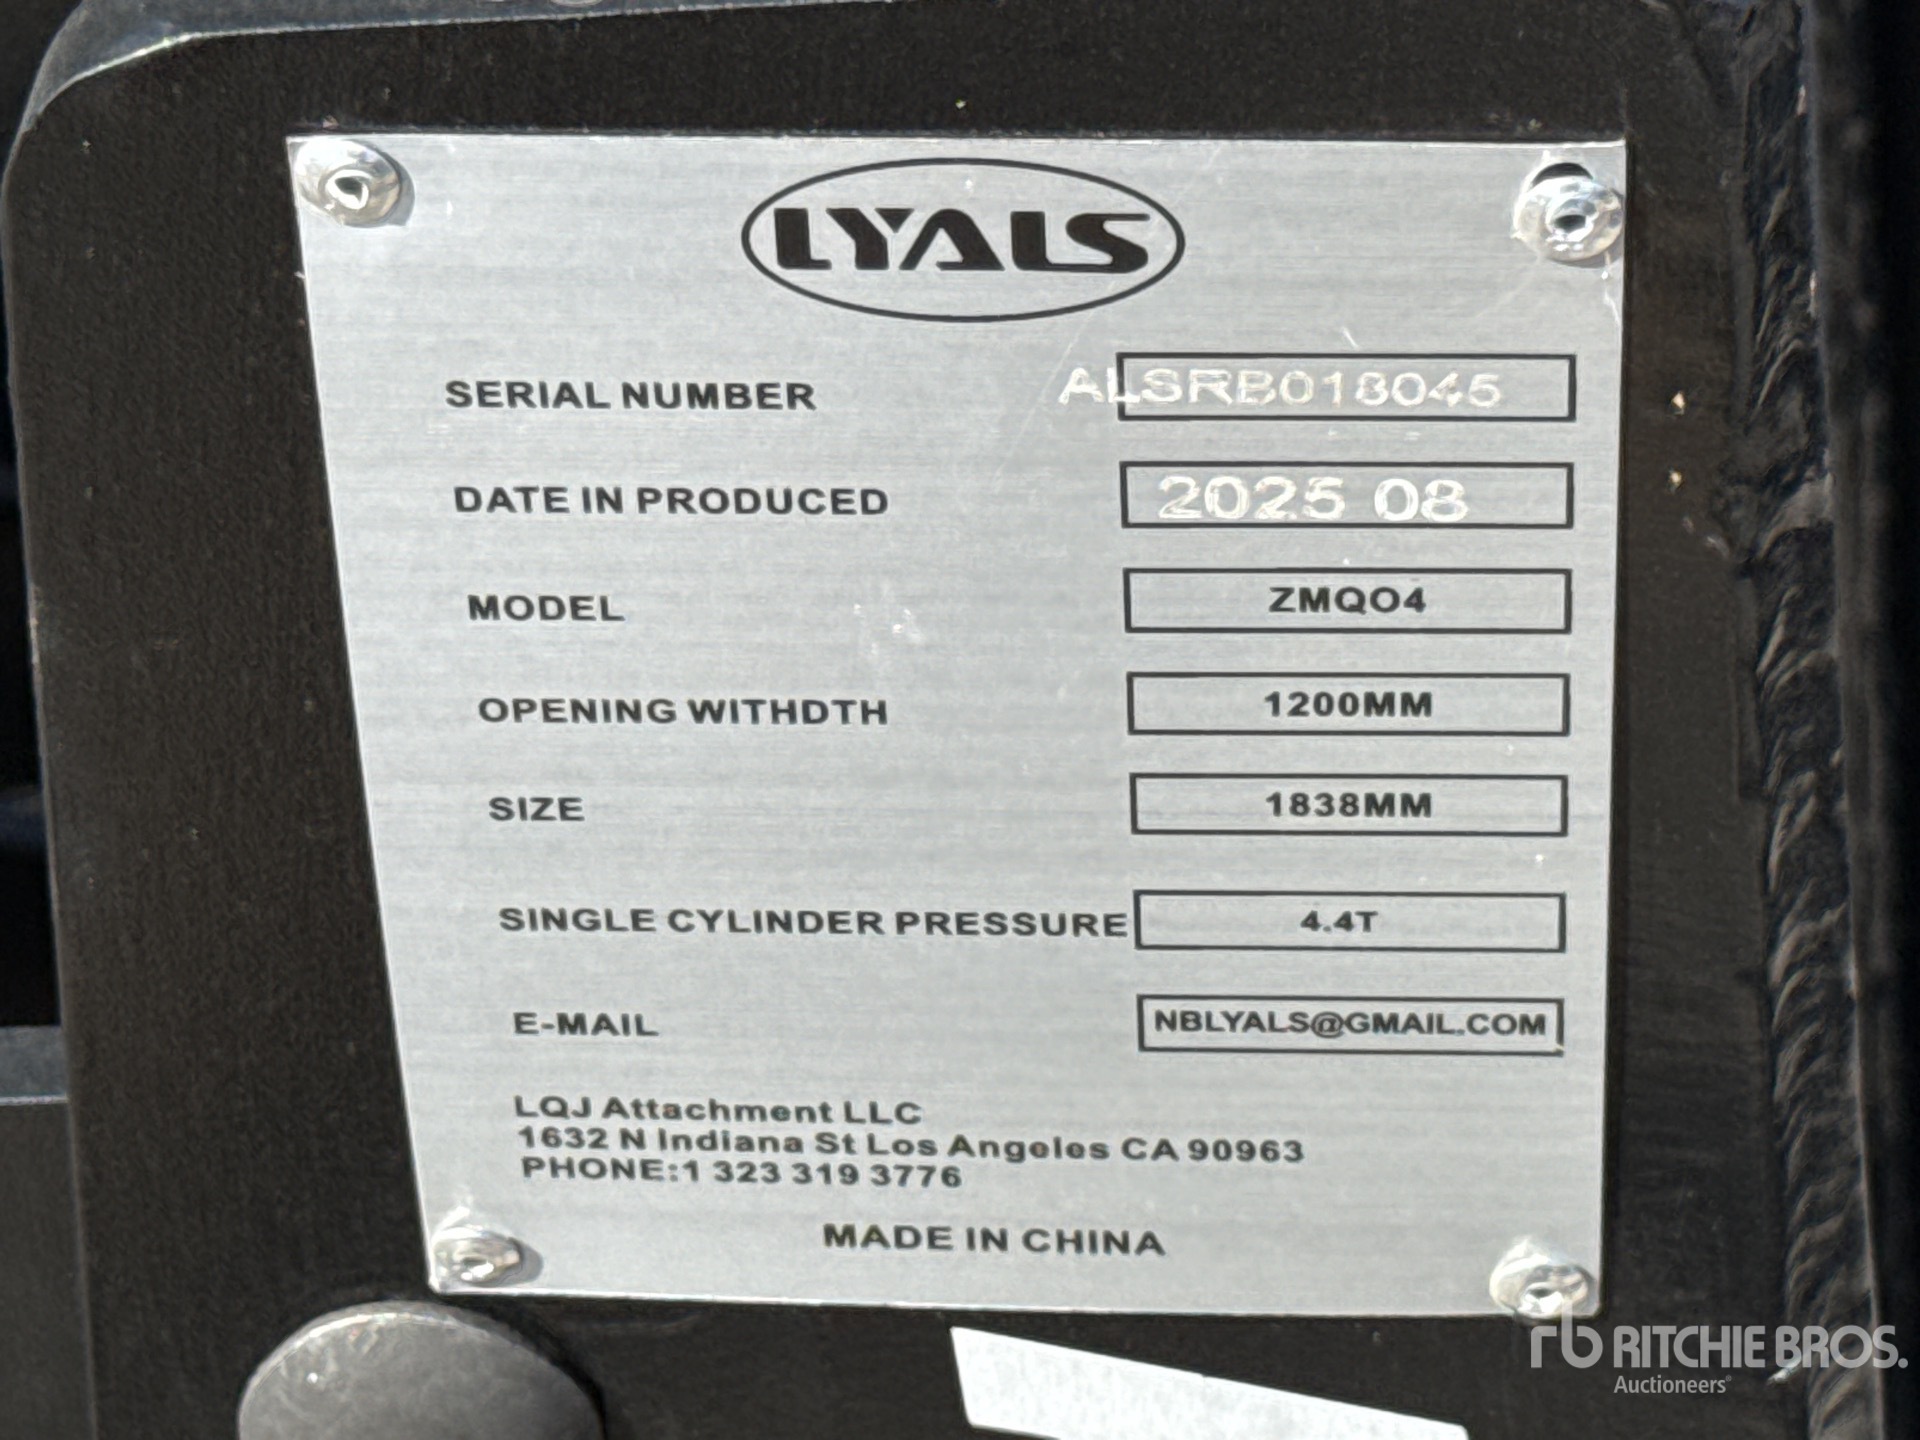 LYALS
SERIAL NUMBER ALSRB018045
DATE IN PRODUCED 2025 08
MODEL ZMQO4
OPENING WITHDTH 1200MM
SIZE 1838MM
SINGLE CYLINDER PRESSURE 4.4T
E-MAIL NBLYALS@GMAIL.COM
LQJ Attachment LLC
1632 N Indiana St Los Angeles CA 90963
PHONE:1 323 319 3776
MADE IN CHINA
rb RITCHIE BROS.
Auctioneers